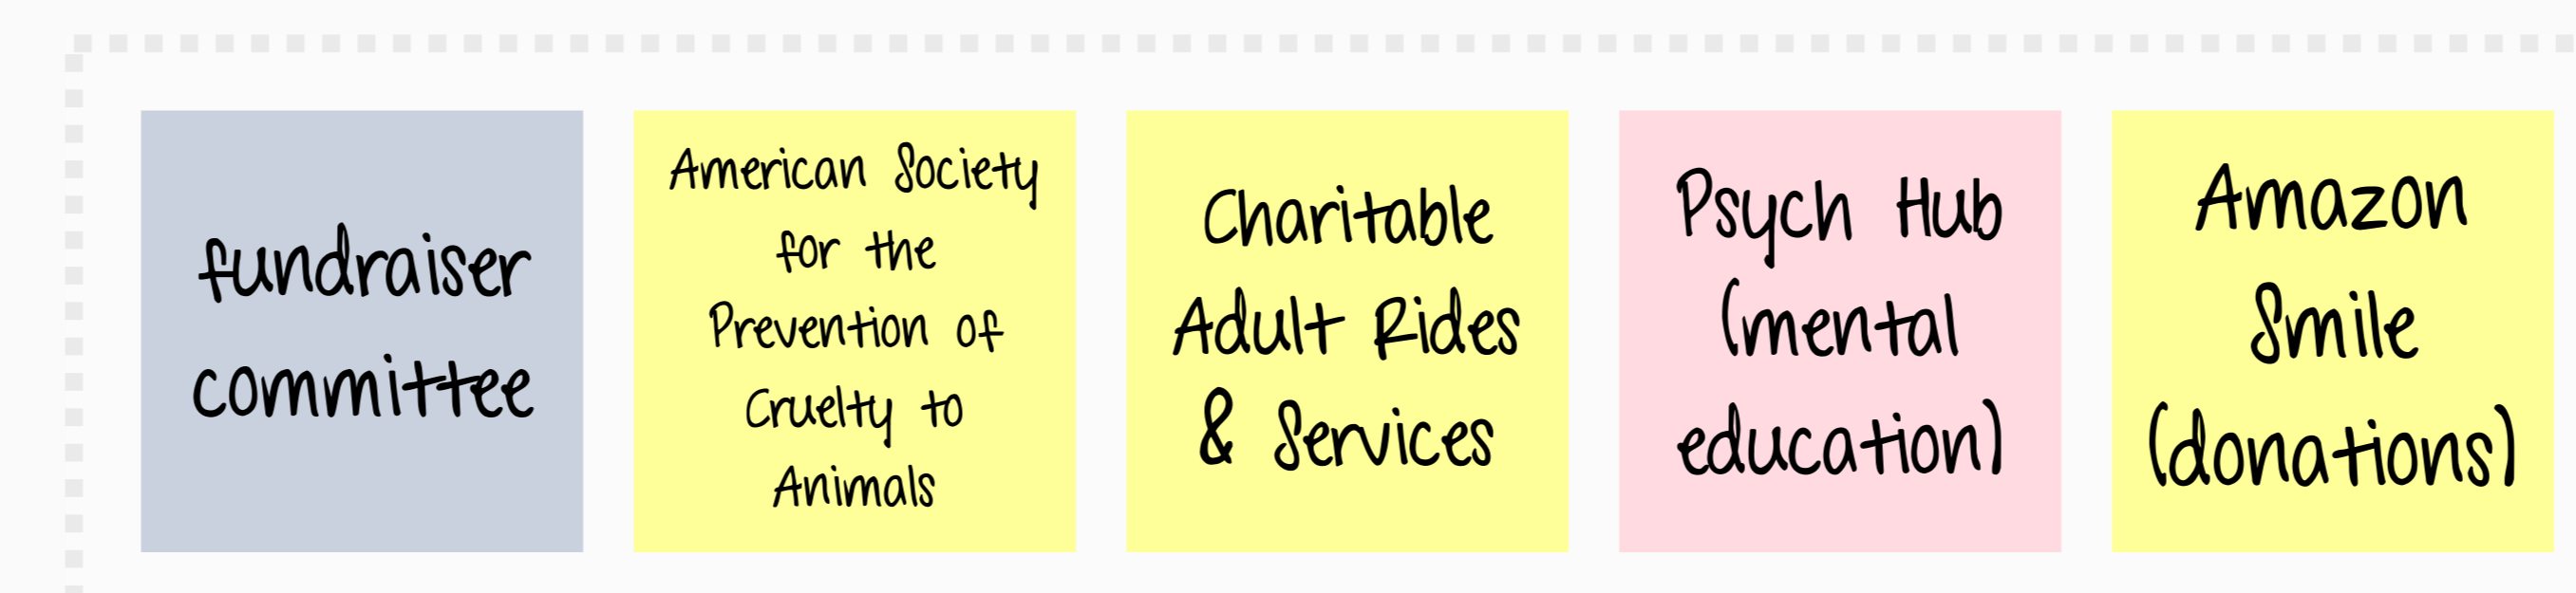 fundraiser
committee
American Society
for the
Prevention of
Cruelty to
Animals
Charitable
Adult Rides
& Services
Psych Hub
(mental
education)
Amazon
Smile
(donations)